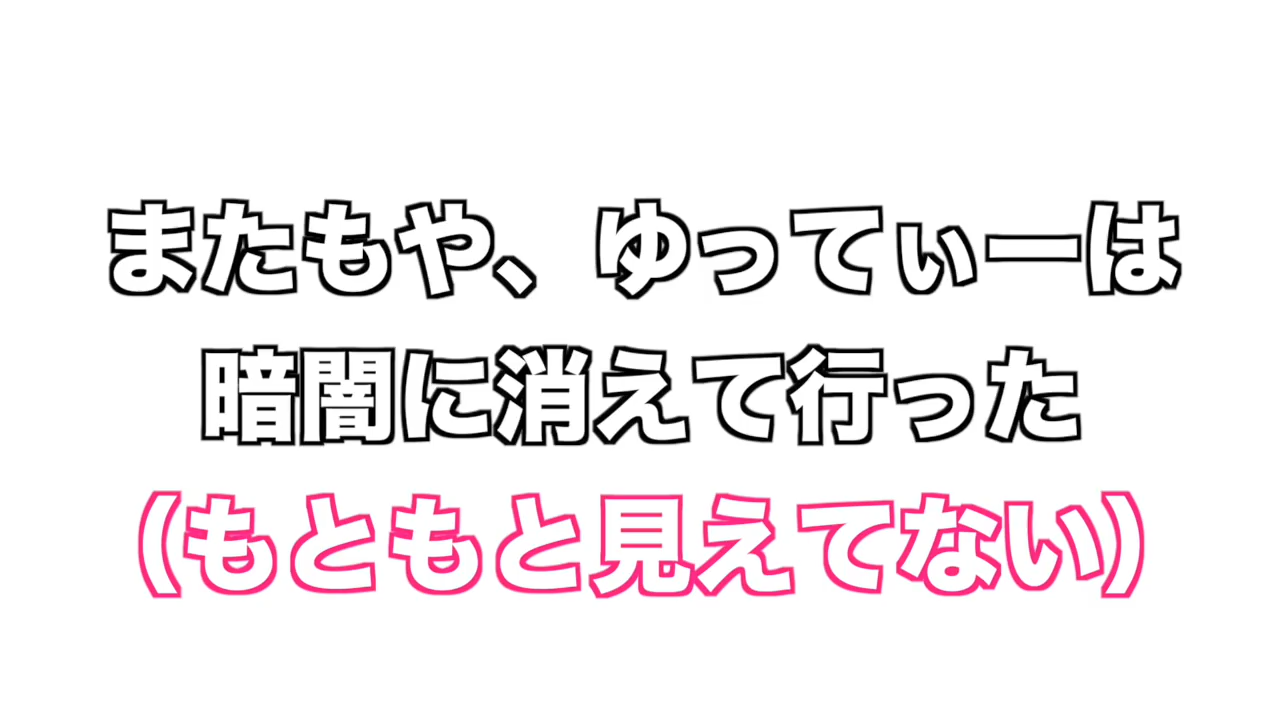 またもや、ゆってぃーは
暗闇に消えて行った
（もともと見えてない）